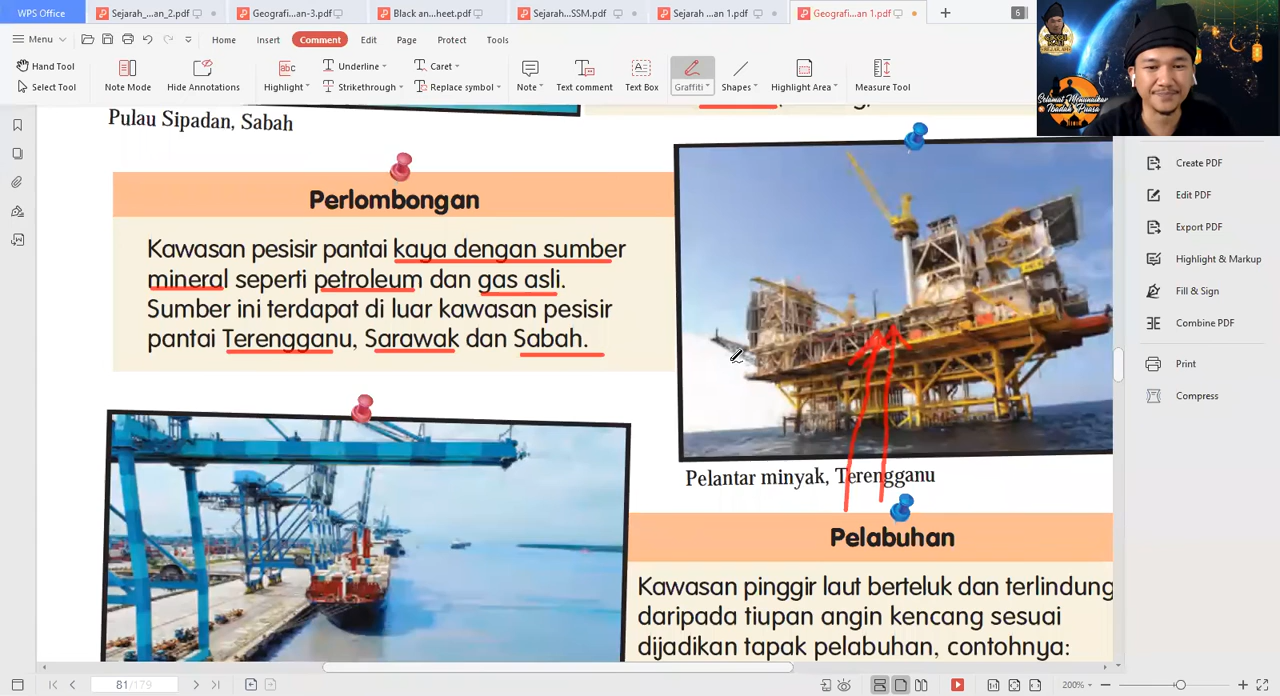 WPS Office
Sejarah_...an_2.pdf
Geografi...an-3.pdf
Black an...heet.pdf
Sejarah...SSM.pdf
Sejarah ...an 1.pdf
Geografi...an 1.pdf
6
Menu
Home
Insert
Comment
Edit
Page
Protect
Tools
Hand Tool
Select Tool
Note Mode
Hide Annotations
Highlight
Underline
Strikethrough
Caret
Replace symbol
Note
Text comment
Text Box
Graffiti
Shapes
Highlight Area
Measure Tool
Selamat Menunaikan
Ibadah Puasa
Pulau Sipadan, Sabah
Perlombongan
Kawasan pesisir pantai kaya dengan sumber
mineral seperti petroleum dan gas asli.
Sumber ini terdapat di luar kawasan pesisir
pantai Terengganu, Sarawak dan Sabah.
Pelantar minyak, Terengganu
Pelabuhan
Kawasan pinggir laut berteluk dan terlindung
daripada tiupan angin kencang sesuai
dijadikan tapak pelabuhan, contohnya:
Create PDF
Edit PDF
Export PDF
Highlight & Markup
Fill & Sign
Combine PDF
Print
Compress
81/179
200%